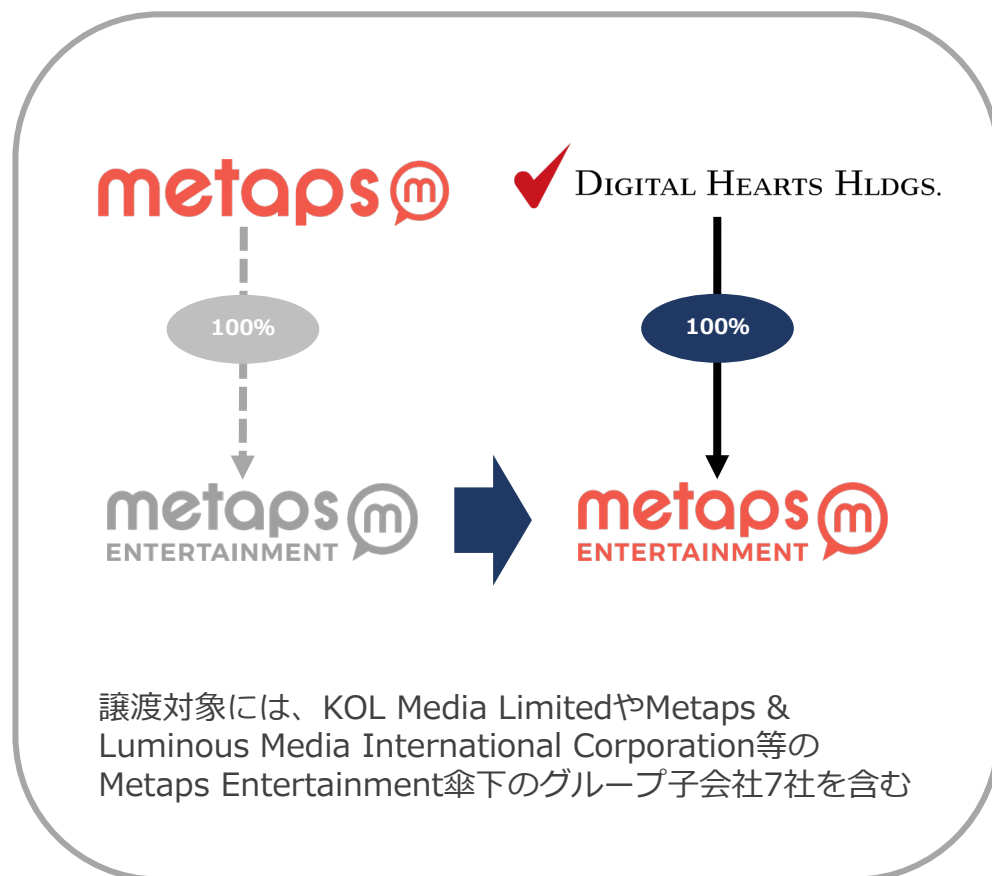 metaps m
DIGITAL HEARTS HLDGS.
100%
100%
metaps m
ENTERTAINMENT
metaps m
ENTERTAINMENT
譲渡対象には、KOL Media LimitedやMetaps &
Luminous Media International Corporation等の
Metaps Entertainment傘下のグループ子会社7社を含む